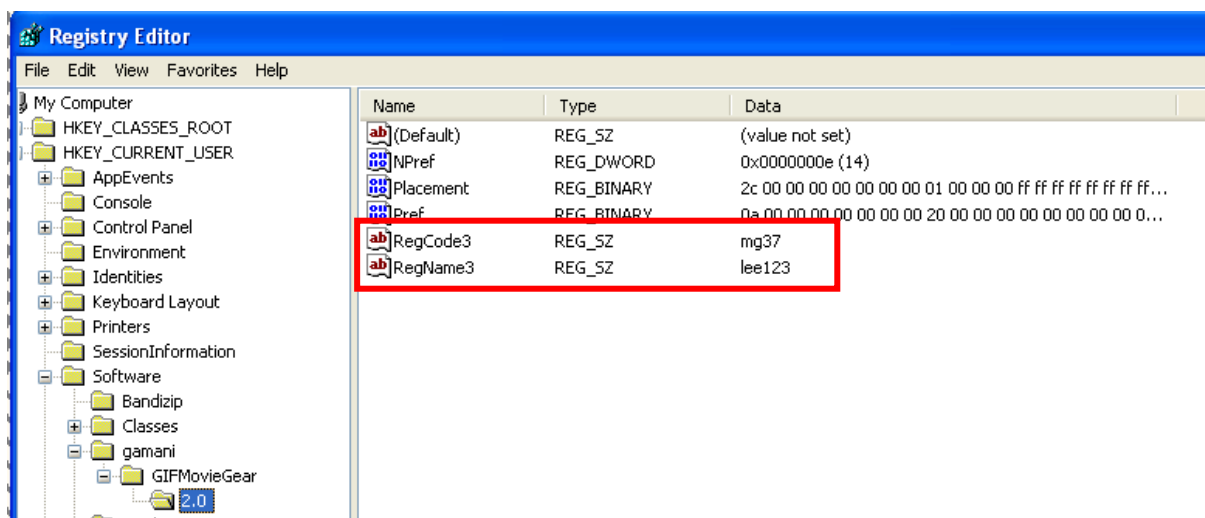 Registry Editor
File Edit View Favorites Help
My Computer
HKEY_CLASSES_ROOT
HKEY_CURRENT_USER
AppEvents
Console
Control Panel
Environment
Identities
Keyboard Layout
Printers
SessionInformation
Software
Bandizip
Classes
gamani
GIFMovieGear
2.0
Name Type Data
(Default) REG_SZ (value not set)
NPref REG_DWORD 0x0000000e (14)
Placement REG_BINARY 2c 00 00 00 00 00 00 00 01 00 00 00 ff ff ff ff ff ff ff ff...
Pref REG_BINARY 0a 00 00 00 00 00 00 00 20 00 00 00 00 00 00 00 00 0...
RegCode3 REG_SZ mg37
RegName3 REG_SZ lee123